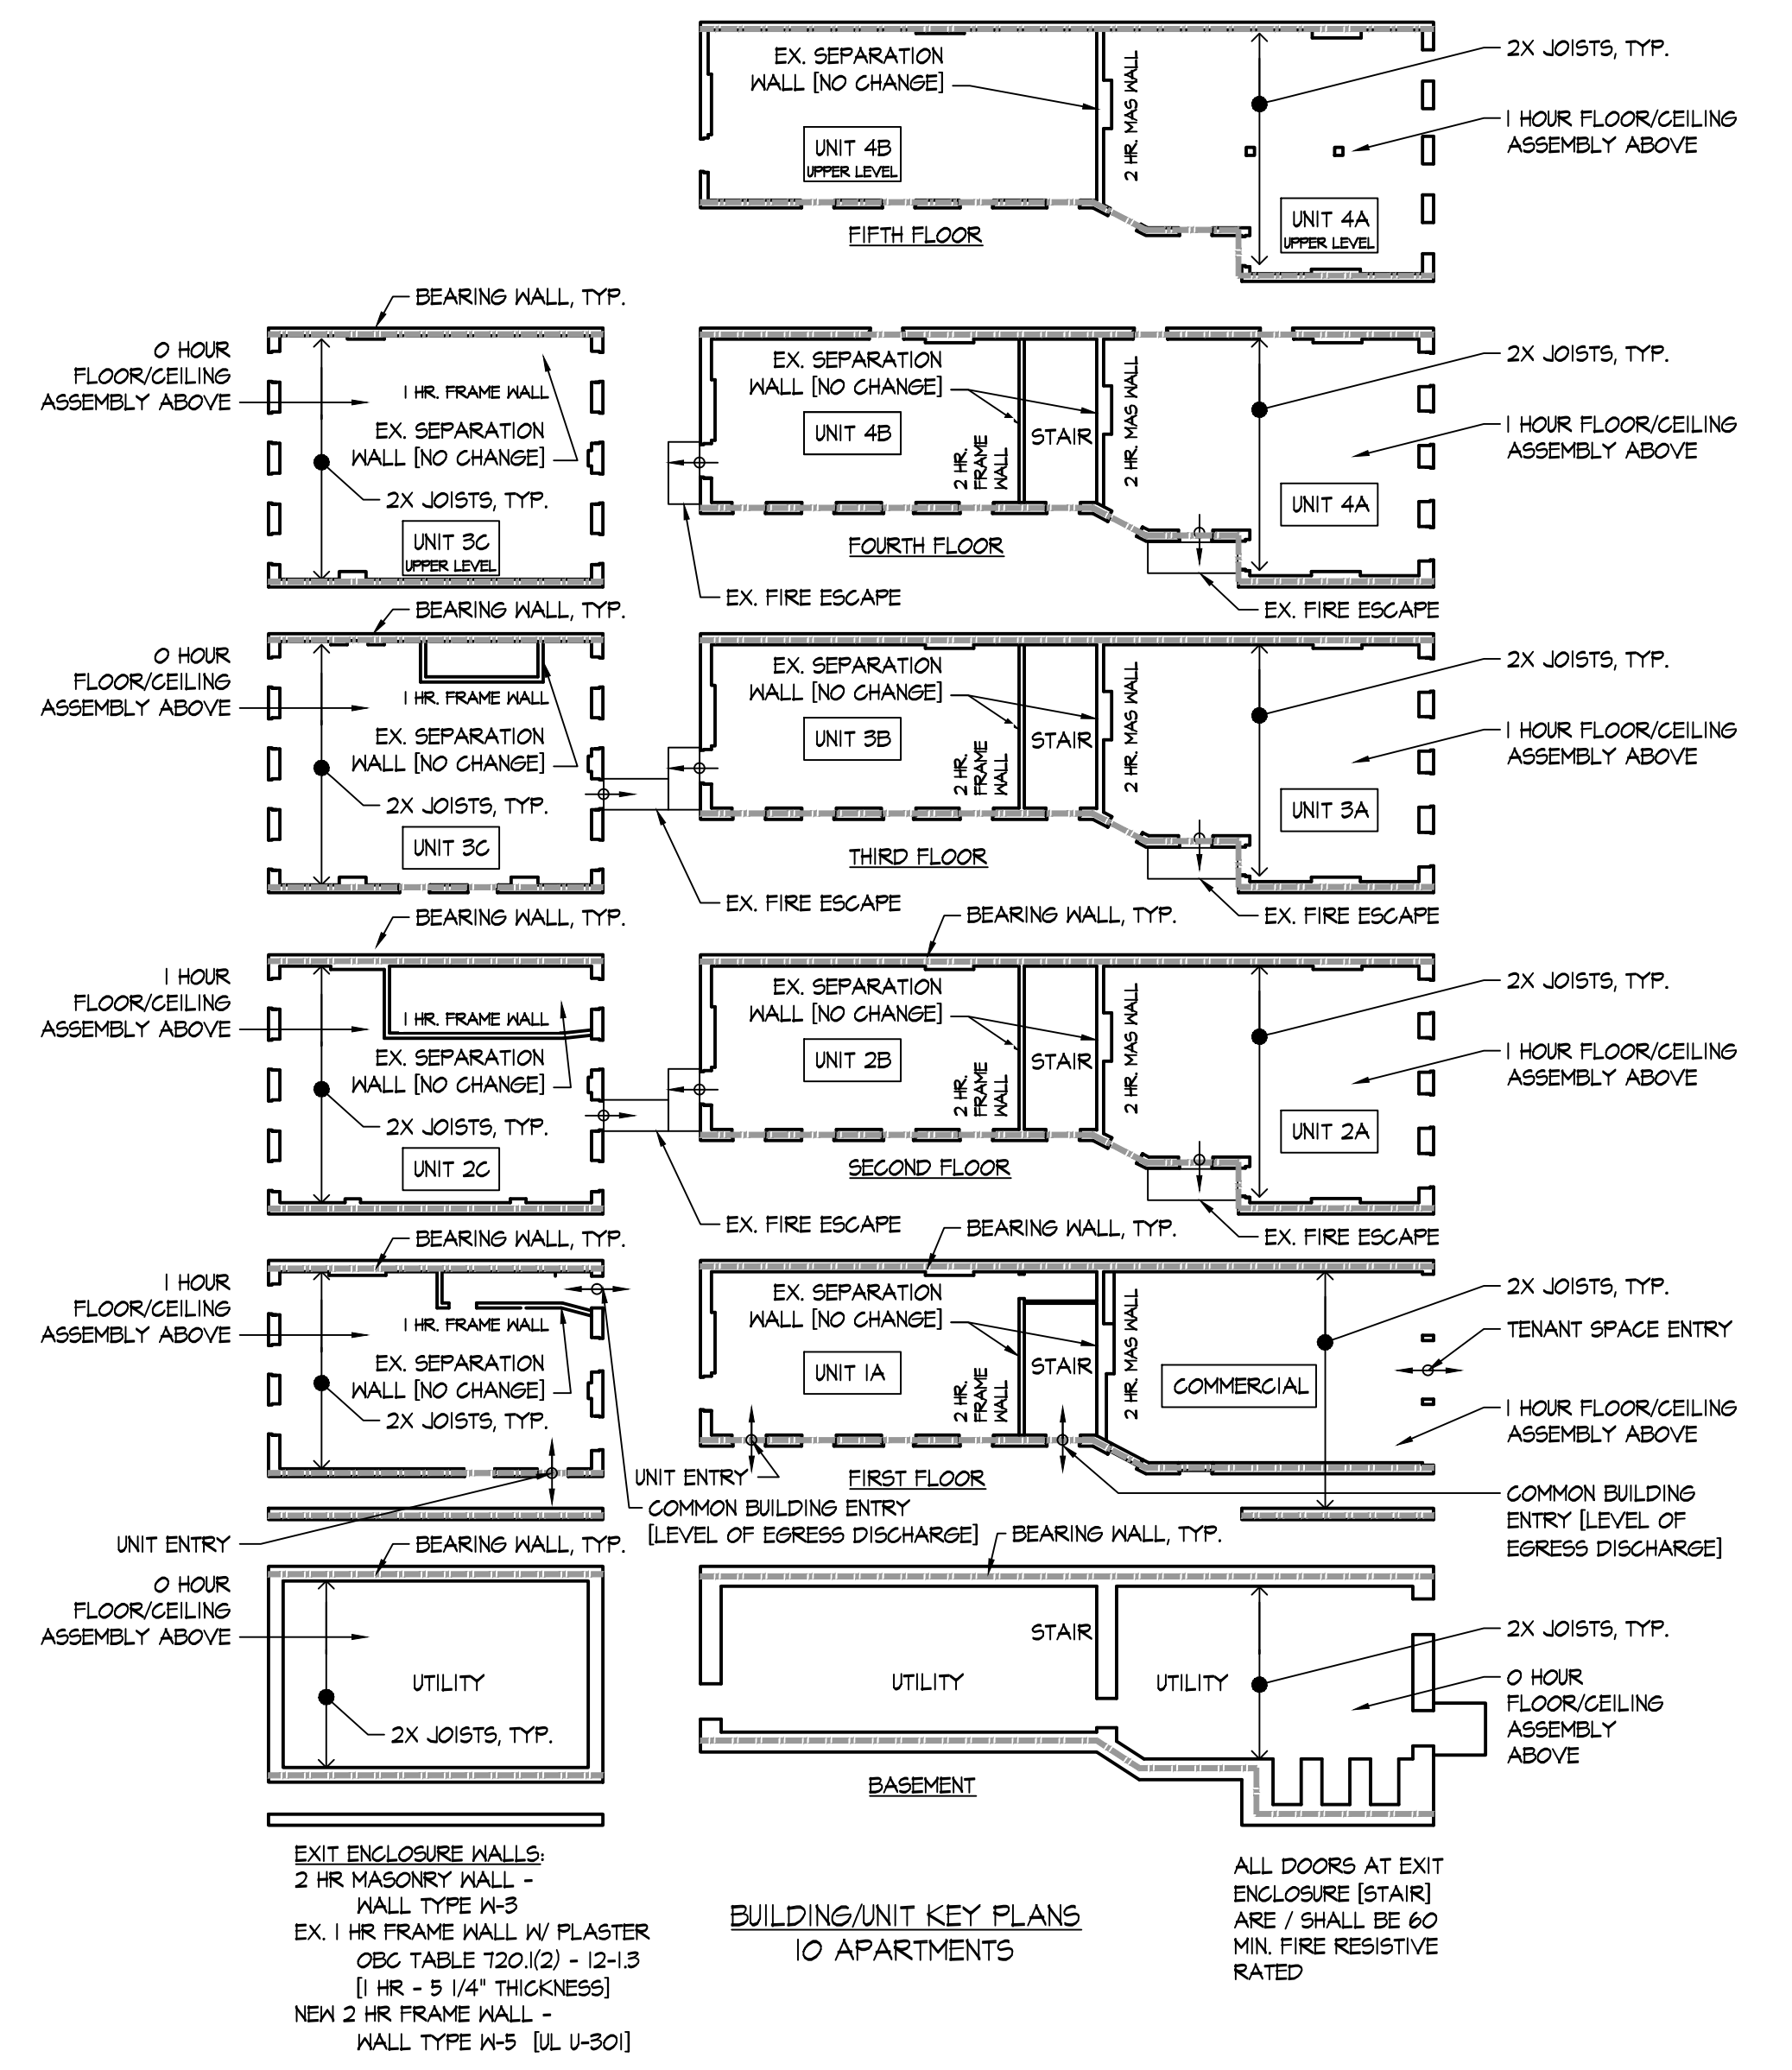 EX. SEPARATION
WALL [NO CHANGE]
2 HR. MAS WALL
2X JOISTS, TYP.
1 HOUR FLOOR/CEILING
ASSEMBLY ABOVE
UNIT 4B
UPPER LEVEL
UNIT 4A
UPPER LEVEL
FIFTH FLOOR
BEARING WALL, TYP.
0 HOUR
FLOOR/CEILING
ASSEMBLY ABOVE
1 HR. FRAME WALL
EX. SEPARATION
WALL [NO CHANGE]
2X JOISTS, TYP.
UNIT 3C
UPPER LEVEL
EX. SEPARATION
WALL [NO CHANGE]
UNIT 4B
2 HR.
FRAME
WALL
STAIR
2 HR. MAS WALL
2X JOISTS, TYP.
1 HOUR FLOOR/CEILING
ASSEMBLY ABOVE
UNIT 4A
FOURTH FLOOR
EX. FIRE ESCAPE
EX. FIRE ESCAPE
BEARING WALL, TYP.
0 HOUR
FLOOR/CEILING
ASSEMBLY ABOVE
1 HR. FRAME WALL
EX. SEPARATION
WALL [NO CHANGE]
2X JOISTS, TYP.
UNIT 3C
EX. SEPARATION
WALL [NO CHANGE]
UNIT 3B
2 HR.
FRAME
WALL
STAIR
2 HR. MAS WALL
2X JOISTS, TYP.
1 HOUR FLOOR/CEILING
ASSEMBLY ABOVE
UNIT 3A
THIRD FLOOR
EX. FIRE ESCAPE
EX. FIRE ESCAPE
BEARING WALL, TYP.
BEARING WALL, TYP.
1 HOUR
FLOOR/CEILING
ASSEMBLY ABOVE
1 HR. FRAME WALL
EX. SEPARATION
WALL [NO CHANGE]
2X JOISTS, TYP.
UNIT 2C
EX. SEPARATION
WALL [NO CHANGE]
UNIT 2B
2 HR.
FRAME
WALL
STAIR
2 HR. MAS WALL
2X JOISTS, TYP.
1 HOUR FLOOR/CEILING
ASSEMBLY ABOVE
UNIT 2A
SECOND FLOOR
EX. FIRE ESCAPE
EX. FIRE ESCAPE
BEARING WALL, TYP.
BEARING WALL, TYP.
1 HOUR
FLOOR/CEILING
ASSEMBLY ABOVE
1 HR. FRAME WALL
EX. SEPARATION
WALL [NO CHANGE]
2X JOISTS, TYP.
EX. SEPARATION
WALL [NO CHANGE]
UNIT 1A
2 HR.
FRAME
WALL
STAIR
2 HR. MAS WALL
COMMERCIAL
2X JOISTS, TYP.
TENANT SPACE ENTRY
1 HOUR FLOOR/CEILING
ASSEMBLY ABOVE
UNIT ENTRY
FIRST FLOOR
COMMON BUILDING ENTRY
[LEVEL OF EGRESS DISCHARGE]
COMMON BUILDING
ENTRY [LEVEL OF
EGRESS DISCHARGE]
UNIT ENTRY
BEARING WALL, TYP.
BEARING WALL, TYP.
0 HOUR
FLOOR/CEILING
ASSEMBLY ABOVE
UTILITY
2X JOISTS, TYP.
STAIR
UTILITY
UTILITY
2X JOISTS, TYP.
0 HOUR
FLOOR/CEILING
ASSEMBLY
ABOVE
BASEMENT
EXIT ENCLOSURE WALLS:
2 HR MASONRY WALL -
WALL TYPE W-3
EX. 1 HR FRAME WALL W/ PLASTER
OBC TABLE 720.1(2) - 12-1.3
[1 HR - 5 1/4" THICKNESS]
NEW 2 HR FRAME WALL -
WALL TYPE W-5 [UL U-301]
BUILDING/UNIT KEY PLANS
10 APARTMENTS
ALL DOORS AT EXIT
ENCLOSURE [STAIR]
ARE / SHALL BE 60
MIN. FIRE RESISTIVE
RATED